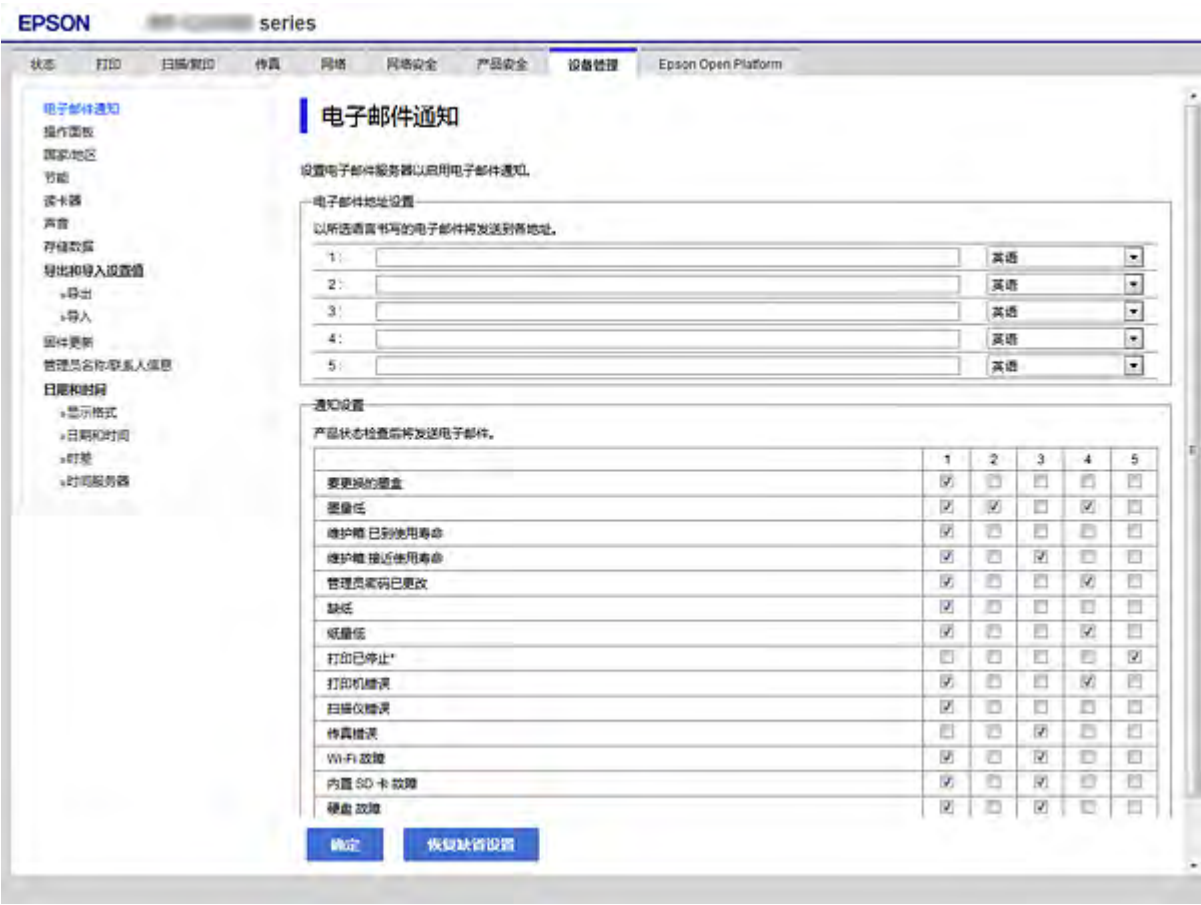 EPSON series
状态 打印 扫描/复印 传真 网络 网络安全 产品安全 设备管理 Epson Open Platform
电子邮件通知
操作面板
国家/地区
节能
读卡器
声音
存储数据
导出和导入设置值
»导出
»导入
固件更新
管理员名称/联系人信息
日期和时间
»显示格式
»日期和时间
»时差
»时间服务器
电子邮件通知
设置电子邮件服务器以启用电子邮件通知。
电子邮件地址设置
以所选语言书写的电子邮件将发送到各地址。
1: 英语
2: 英语
3: 英语
4: 英语
5: 英语
通知设置
产品状态检查后将发送电子邮件。
1 2 3 4 5
要更换的墨盒
墨量低
维护箱 已到使用寿命
维护箱 接近使用寿命
管理员密码已更改
缺纸
纸量低
打印已停止*
打印机错误
扫描仪错误
传真错误
Wi-Fi 故障
内置 SD 卡 故障
硬盘 故障
确定 恢复缺省设置